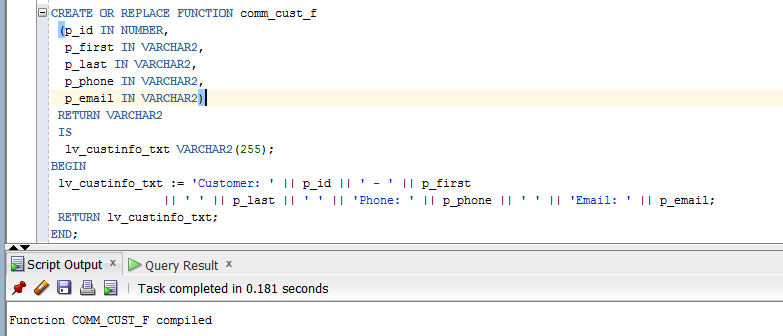 CREATE OR REPLACE FUNCTION comm_cust_f
(p_id IN NUMBER,
p_first IN VARCHAR2,
p_last IN VARCHAR2,
p_phone IN VARCHAR2,
p_email IN VARCHAR2)
RETURN VARCHAR2
IS
lv_custinfo_txt VARCHAR2(255);
BEGIN
lv_custinfo_txt := 'Customer: ' || p_id || ' - ' || p_first
|| ' ' || p_last || ' ' || 'Phone: ' || p_phone || ' ' || 'Email: ' || p_email;
RETURN lv_custinfo_txt;
END;
Script Output x Query Result x
Task completed in 0.181 seconds
Function COMM_CUST_F compiled